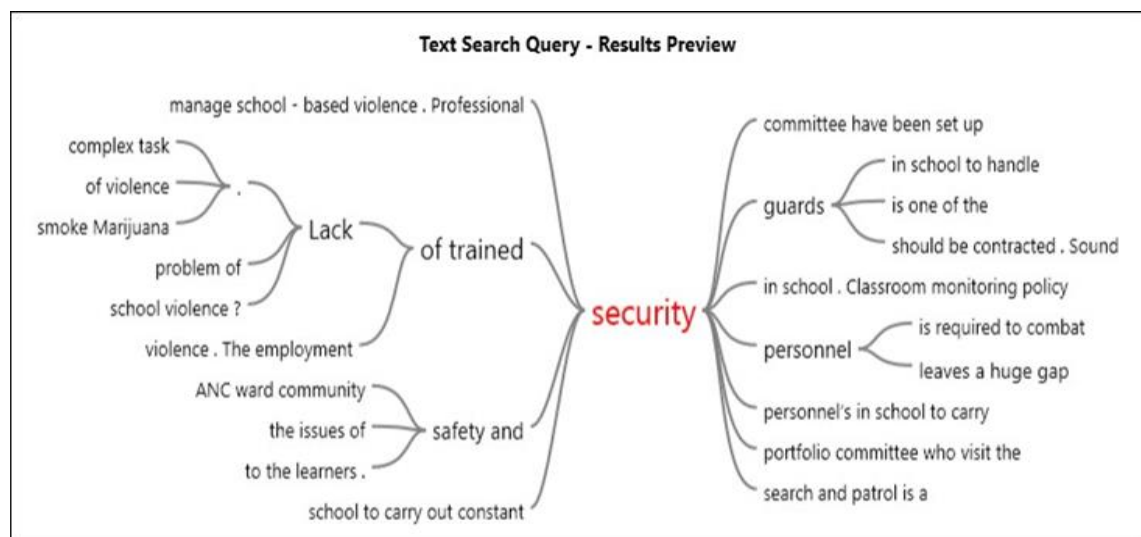 Text Search Query - Results Preview
manage school - based violence . Professional
complex task
of violence
smoke Marijuana
.
Lack
problem of
school violence ?
of trained
violence . The employment
ANC ward community
the issues of
to the learners .
safety and
school to carry out constant
security
committee have been set up
guards
in school to handle
is one of the
should be contracted . Sound
in school . Classroom monitoring policy
personnel
is required to combat
leaves a huge gap
personnel's in school to carry
portfolio committee who visit the
search and patrol is a